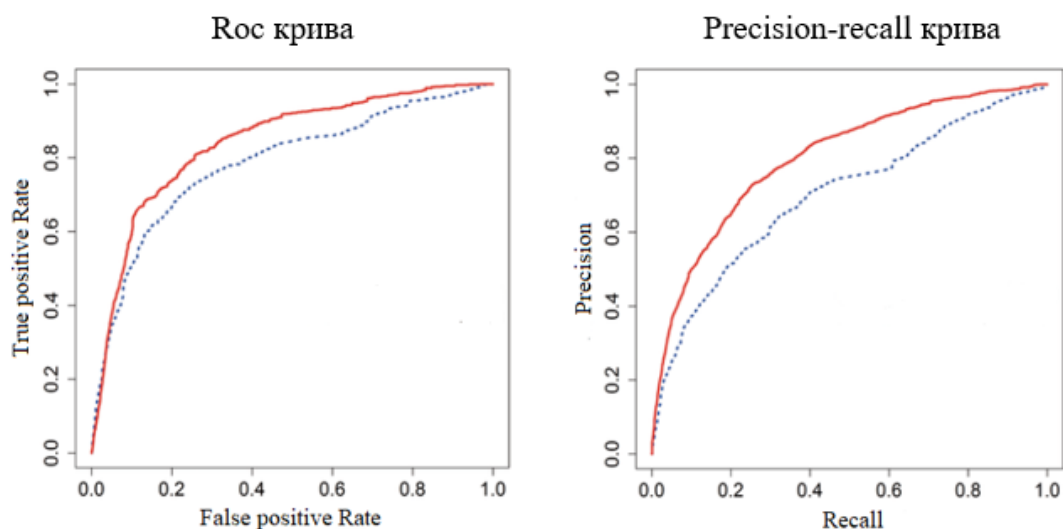 Roc крива
Precision-recall крива
True positive Rate
0.0 0.2 0.4 0.6 0.8 1.0
0.0 0.2 0.4 0.6 0.8 1.0
False positive Rate
Precision
0.0 0.2 0.4 0.6 0.8 1.0
0.0 0.2 0.4 0.6 0.8 1.0
Recall